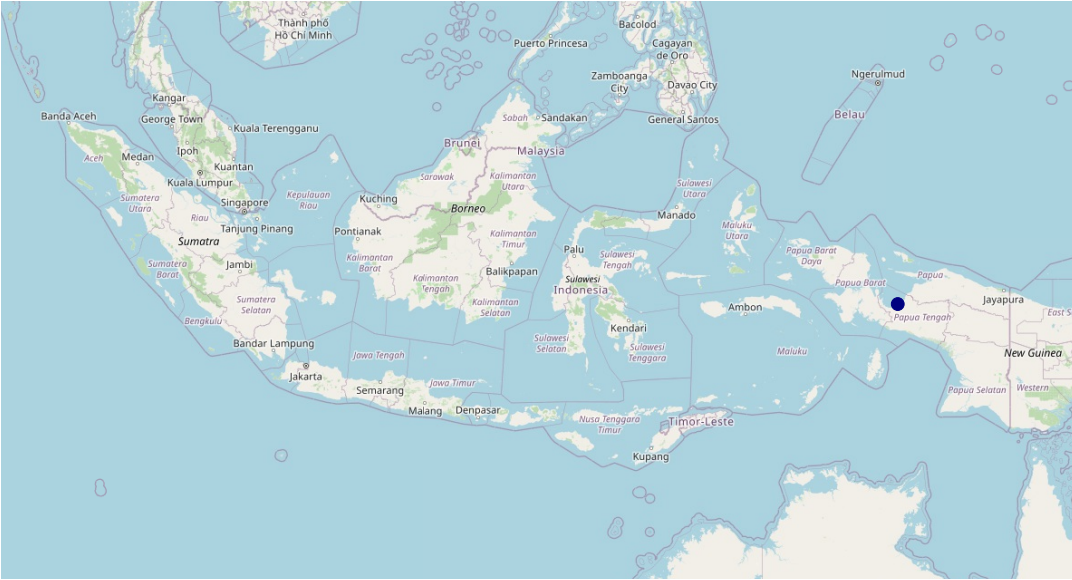 Thành phố
Hồ Chí Minh
Bacolod
Puerto Princesa
Cagayan
de Oro
Zamboanga
City
Davao City
Ngerulmud
Kangar
Banda Aceh
George Town
Kuala Terengganu
Sabah
Sandakan
General Santos
Belau
Ipoh
Brunei
Malaysia
Aceh
Medan
Kuantan
Kuala Lumpur
Sarawak
Kalimantan
Utara
Sulawesi
Utara
Sumatera
Utara
Kepulauan
Riau
Singapore
Kuching
Borneo
Manado
Riau
Tanjung Pinang
Pontianak
Maluku
Utara
Sumatra
Kalimantan
Timur
Palu
Papua Barat
Daya
Sumatera
Barat
Jambi
Kalimantan
Barat
Balikpapan
Sulawesi
Tengah
Sulawesi
Indonesia
Kalimantan
Tengah
Papua
Papua Barat
Sumatera
Selatan
Kalimantan
Selatan
Ambon
Jayapura
Bengkulu
Kendari
Papua Tengah
East S
Bandar Lampung
Sulawesi
Selatan
Sulawesi
Tenggara
Maluku
New Guinea
Jawa Tengah
Jakarta
Semarang
Jawa Timur
Papua Selatan
Western
Malang
Denpasar
Nusa Tenggara
Timur
Timor-Leste
Kupang